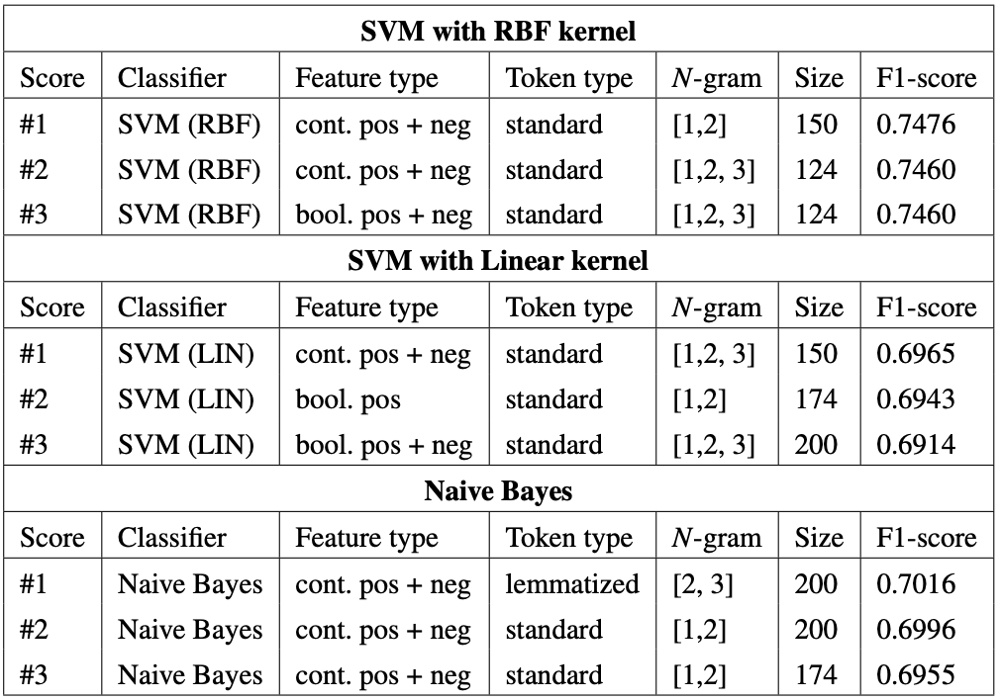 SVM with RBF kernel
Score Classifier Feature type Token type N-gram Size F1-score
#1 SVM (RBF) cont. pos + neg standard [1,2] 150 0.7476
#2 SVM (RBF) cont. pos + neg standard [1,2, 3] 124 0.7460
#3 SVM (RBF) bool. pos + neg standard [1,2, 3] 124 0.7460
SVM with Linear kernel
Score Classifier Feature type Token type N-gram Size F1-score
#1 SVM (LIN) cont. pos + neg standard [1,2, 3] 150 0.6965
#2 SVM (LIN) bool. pos standard [1,2] 174 0.6943
#3 SVM (LIN) bool. pos + neg standard [1,2, 3] 200 0.6914
Naive Bayes
Score Classifier Feature type Token type N-gram Size F1-score
#1 Naive Bayes cont. pos + neg lemmatized [2, 3] 200 0.7016
#2 Naive Bayes cont. pos + neg standard [1,2] 200 0.6996
#3 Naive Bayes cont. pos + neg standard [1,2] 174 0.6955